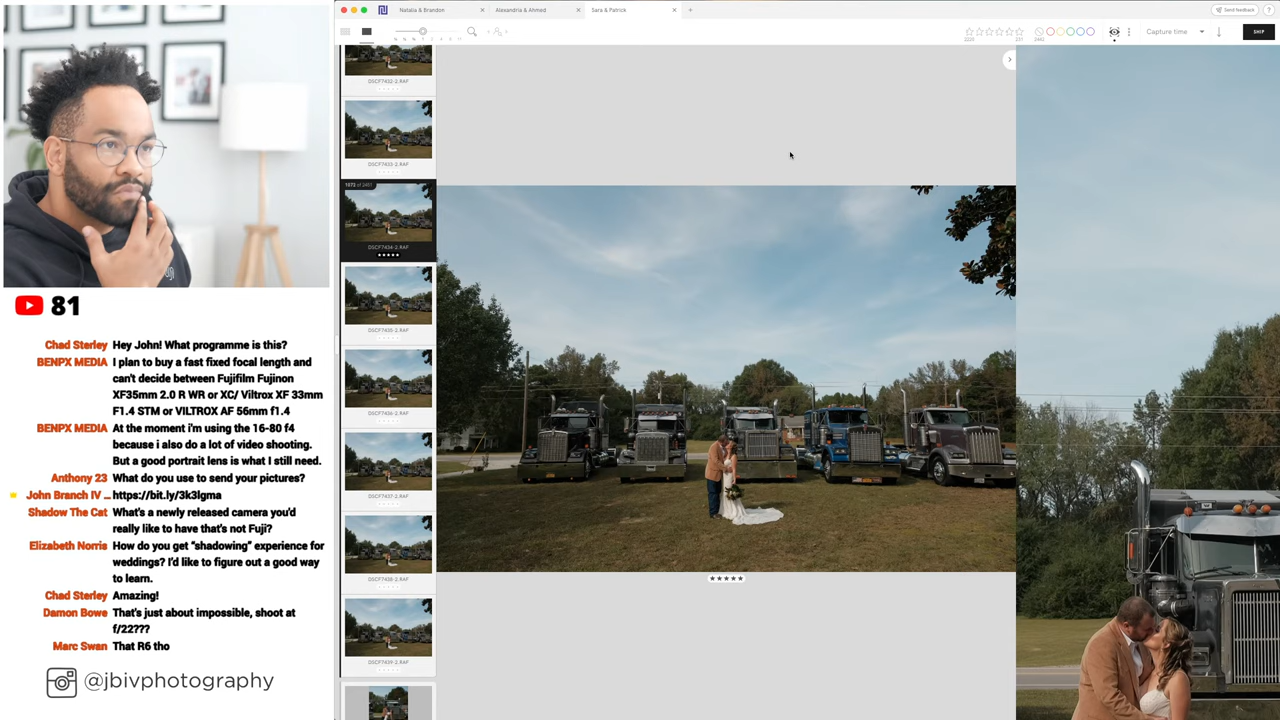 Natalia & Brandon
Alexandria & Ahmed
Sara & Patrick
Send feedback
?
Capture time
SHIP
DSCF7432-2.RAF
DSCF7433-2.RAF
1073 of 2451
DSCF7434-2.RAF
DSCF7435-2.RAF
DSCF7436-2.RAF
DSCF7437-2.RAF
DSCF7438-2.RAF
DSCF7439-2.RAF
81
Chad Sterley Hey John! What programme is this?
BENPX MEDIA I plan to buy a fast fixed focal length and
can't decide between Fujifilm Fujinon
XF35mm 2.0 R WR or XC/ Viltrox XF 33mm
F1.4 STM or VILTROX AF 56mm f1.4
BENPX MEDIA At the moment i'm using the 16-80 f4
because i also do a lot of video shooting.
But a good portrait lens is what I still need.
Anthony 23 What do you use to send your pictures?
John Branch IV ... https://bit.ly/3k3lgma
Shadow The Cat What's a newly released camera you'd
really like to have that's not Fuji?
Elizabeth Norris How do you get “shadowing” experience for
weddings? I'd like to figure out a good way
to learn.
Chad Sterley Amazing!
Damon Bowe That's just about impossible, shoot at
f/22???
Marc Swan That R6 tho
@jbivphotography